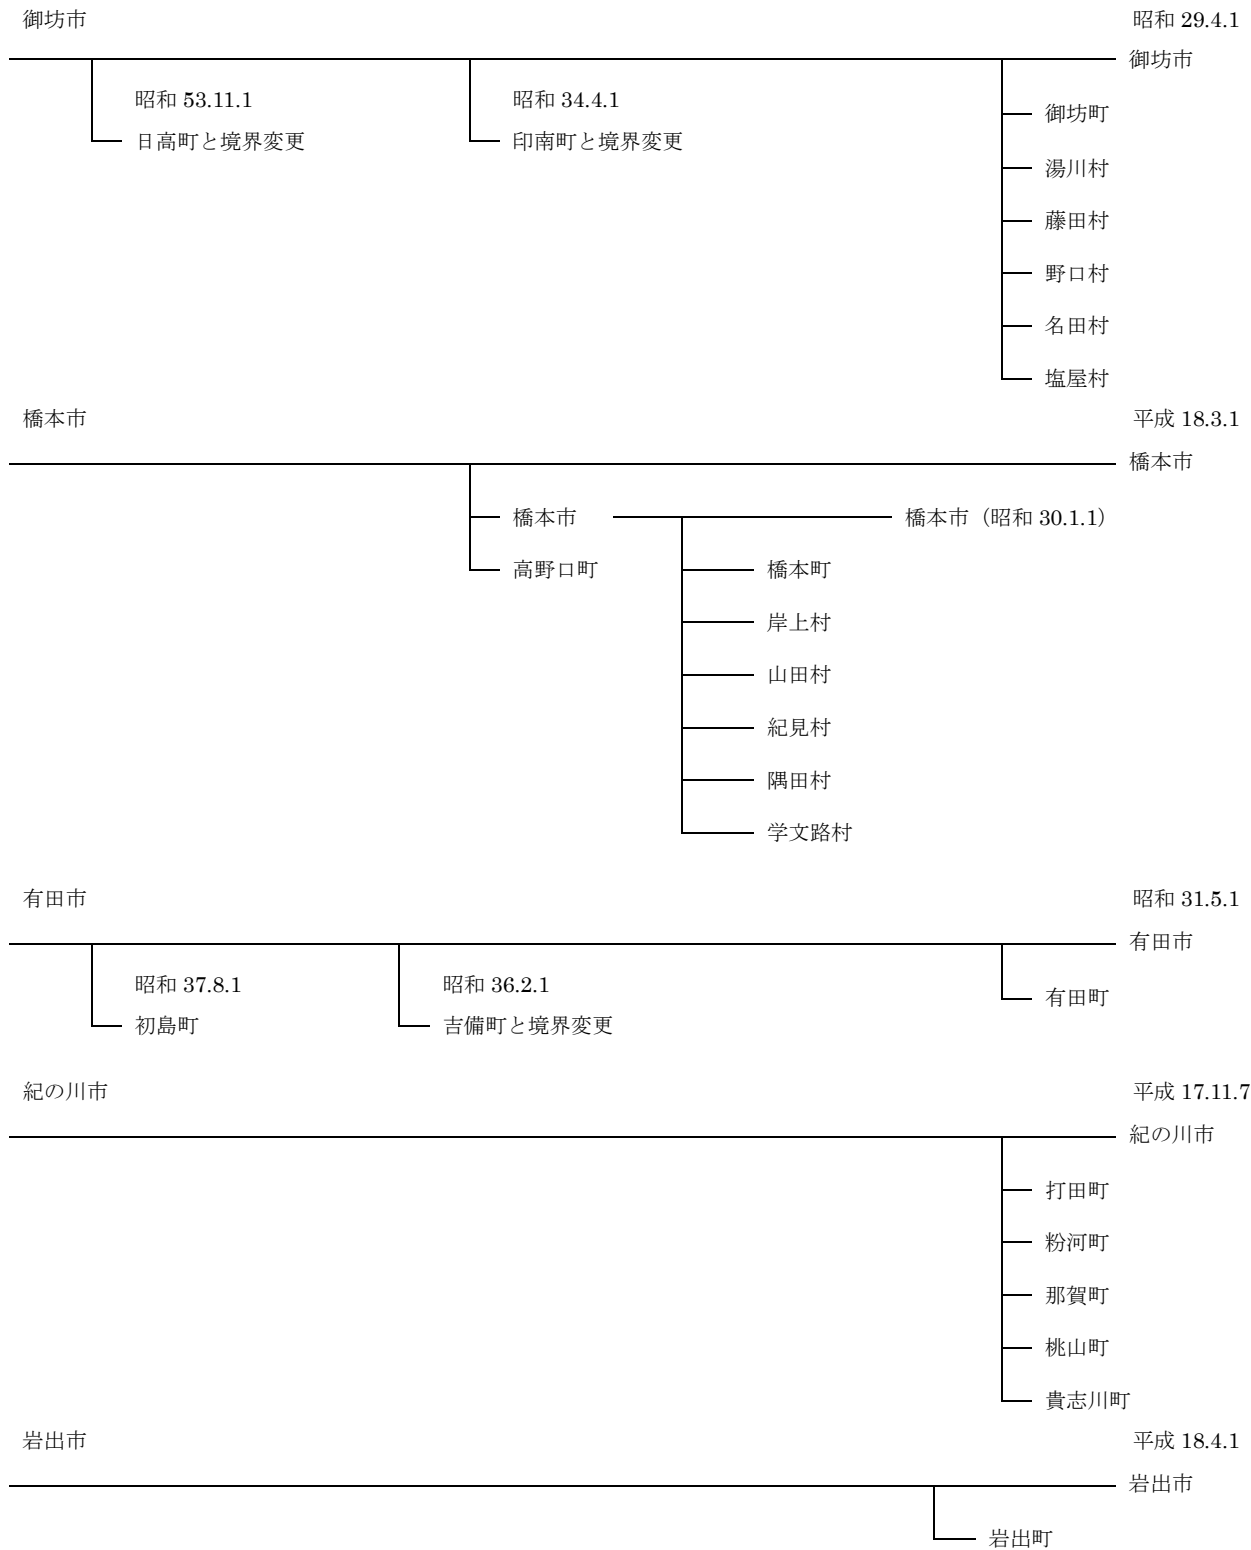 御坊市
昭和 29.4.1
御坊市
昭和 53.11.1
昭和 34.4.1
日高町と境界変更
印南町と境界変更
御坊町
湯川村
藤田村
野口村
名田村
塩屋村
橋本市
平成 18.3.1
橋本市
橋本市
橋本市（昭和 30.1.1）
高野口町
橋本町
岸上村
山田村
紀見村
隅田村
学文路村
有田市
昭和 31.5.1
有田市
昭和 37.8.1
昭和 36.2.1
有田町
初島町
吉備町と境界変更
紀の川市
平成 17.11.7
紀の川市
打田町
粉河町
那賀町
桃山町
貴志川町
岩出市
平成 18.4.1
岩出市
岩出町